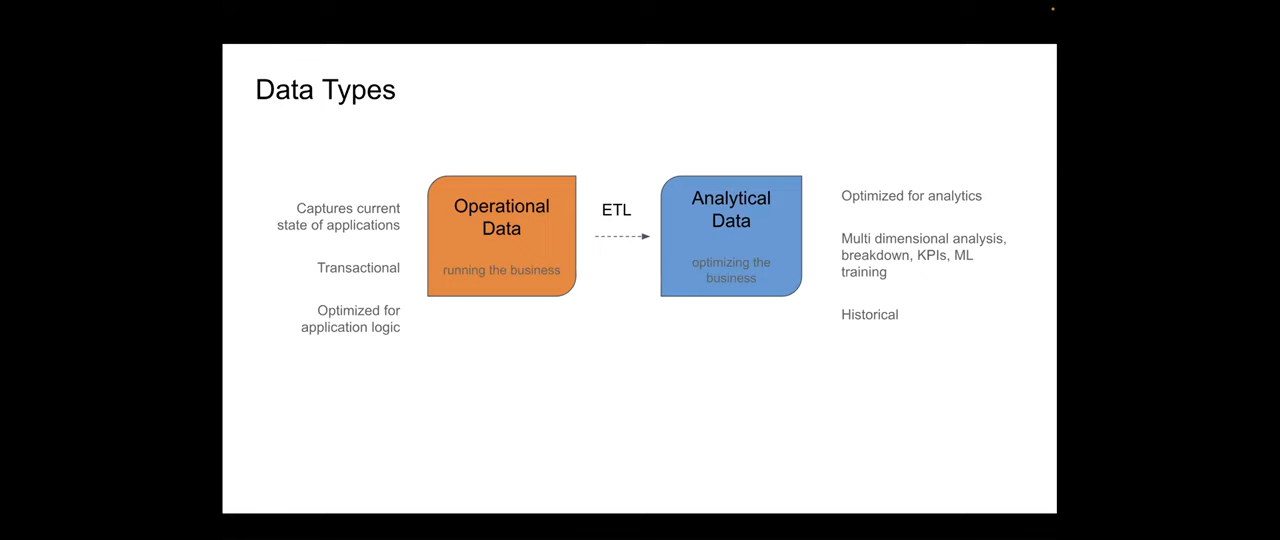 Data Types
Captures current
state of applications
Transactional
Optimized for
application logic
Operational
Data
running the business
ETL
Analytical
Data
optimizing the
business
Optimized for analytics
Multi dimensional analysis,
breakdown, KPIs, ML
training
Historical